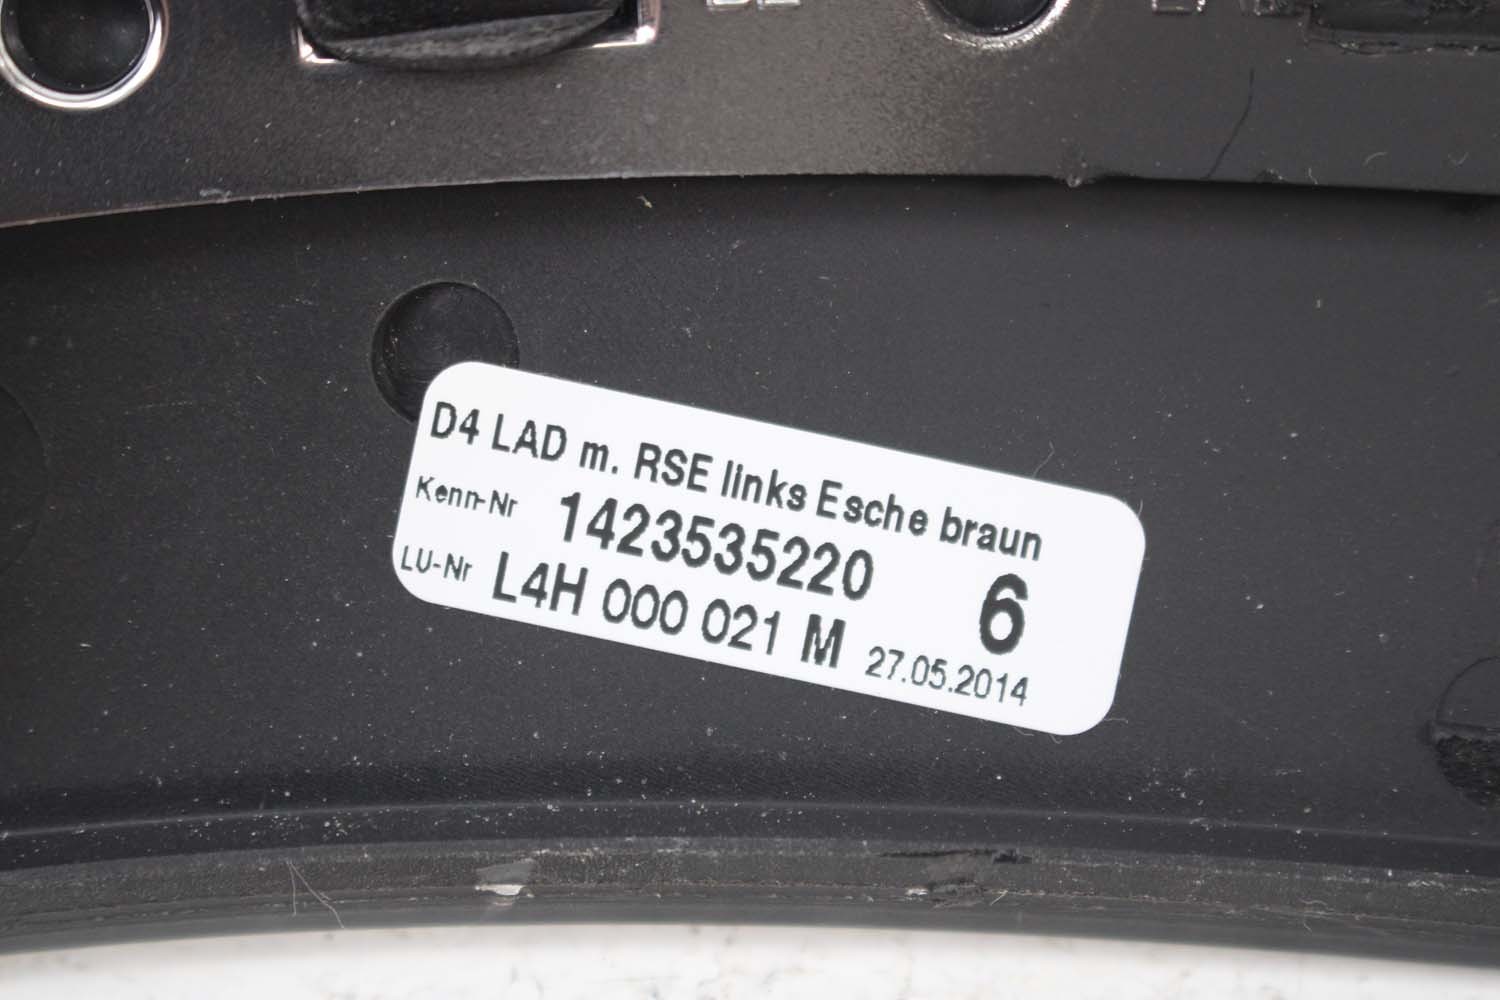 D4 LAD m. RSE links Esche braun
Kenn-Nr 1423535220 6
LU-Nr L4H 000 021 M 27.05.2014